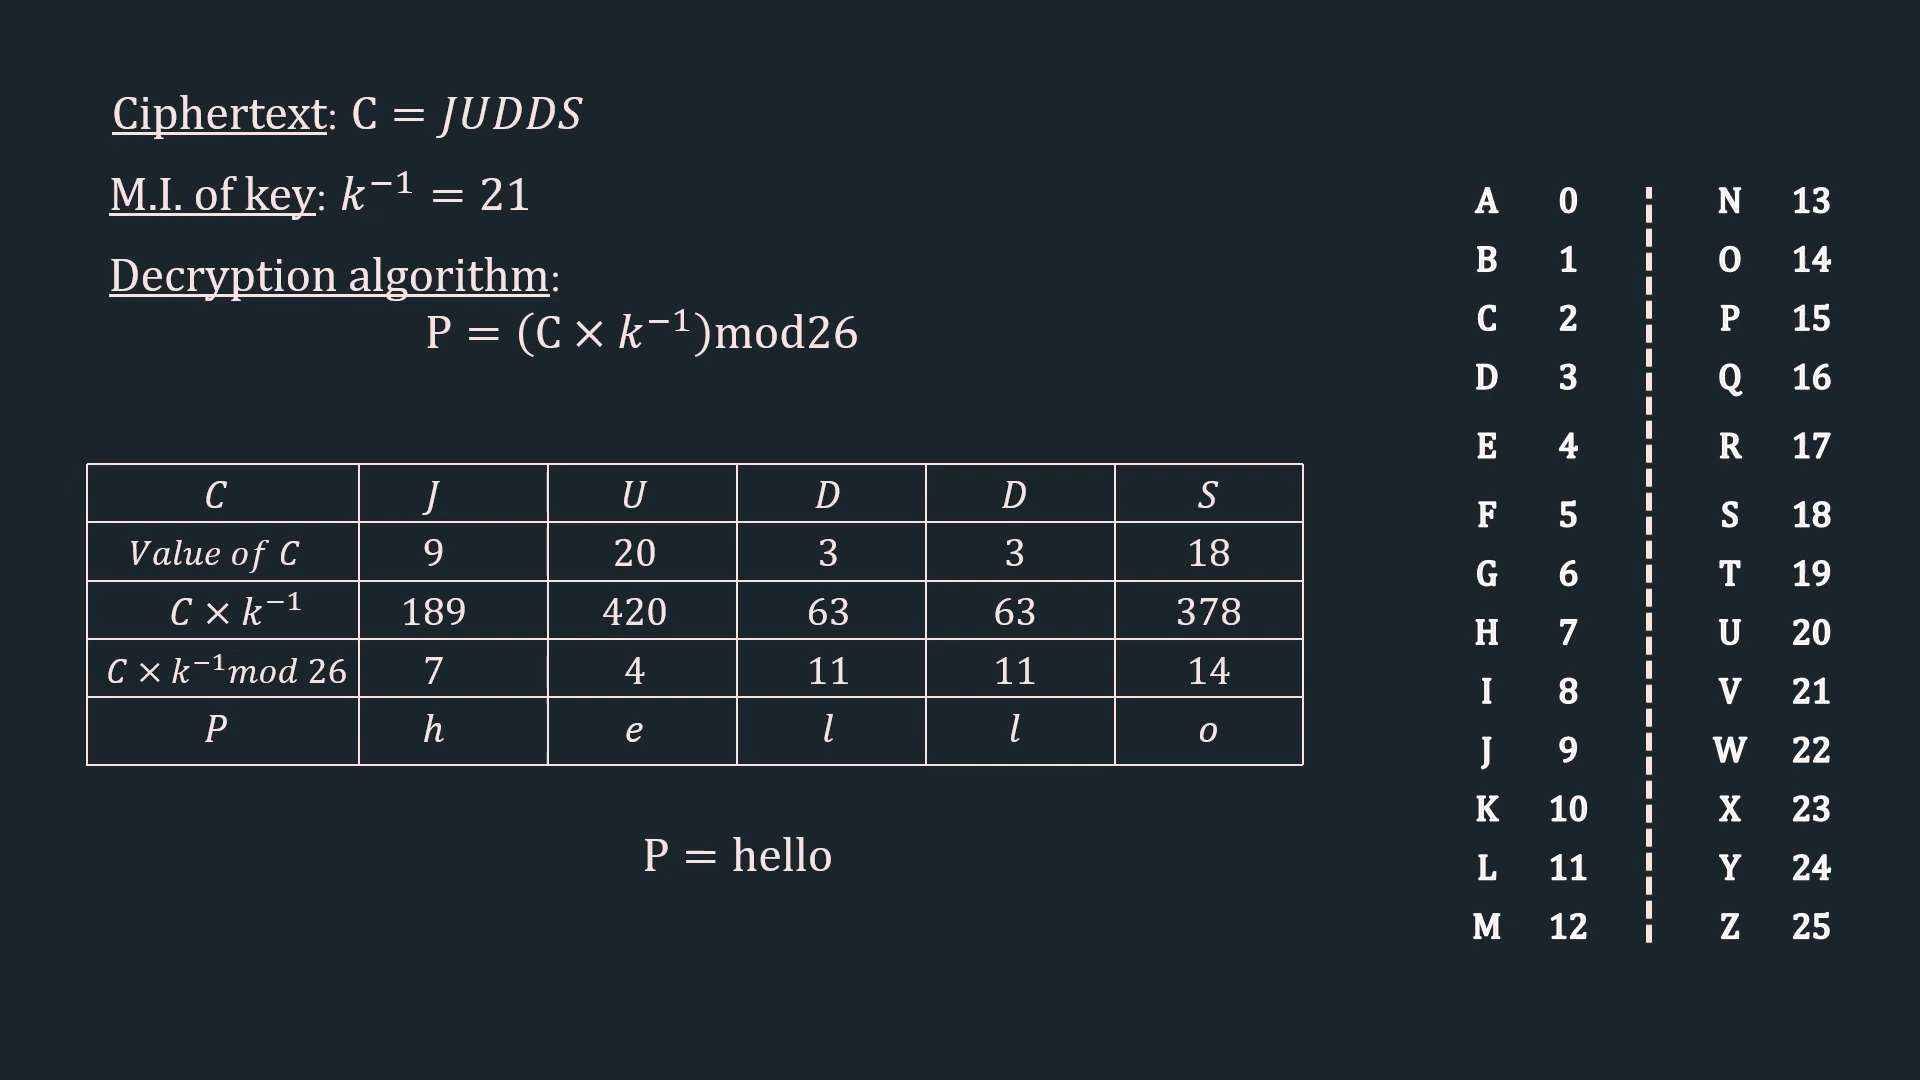 Ciphertext: C = JUDDS
M.I. of key: k⁻¹ = 21
Decryption algorithm:
P = (C × k⁻¹)mod26
C J U D D S
Value of C 9 20 3 3 18
C × k⁻¹ 189 420 63 63 378
C × k⁻¹mod 26 7 4 11 11 14
P h e l l o
P = hello
A 0 N 13
B 1 O 14
C 2 P 15
D 3 Q 16
E 4 R 17
F 5 S 18
G 6 T 19
H 7 U 20
I 8 V 21
J 9 W 22
K 10 X 23
L 11 Y 24
M 12 Z 25